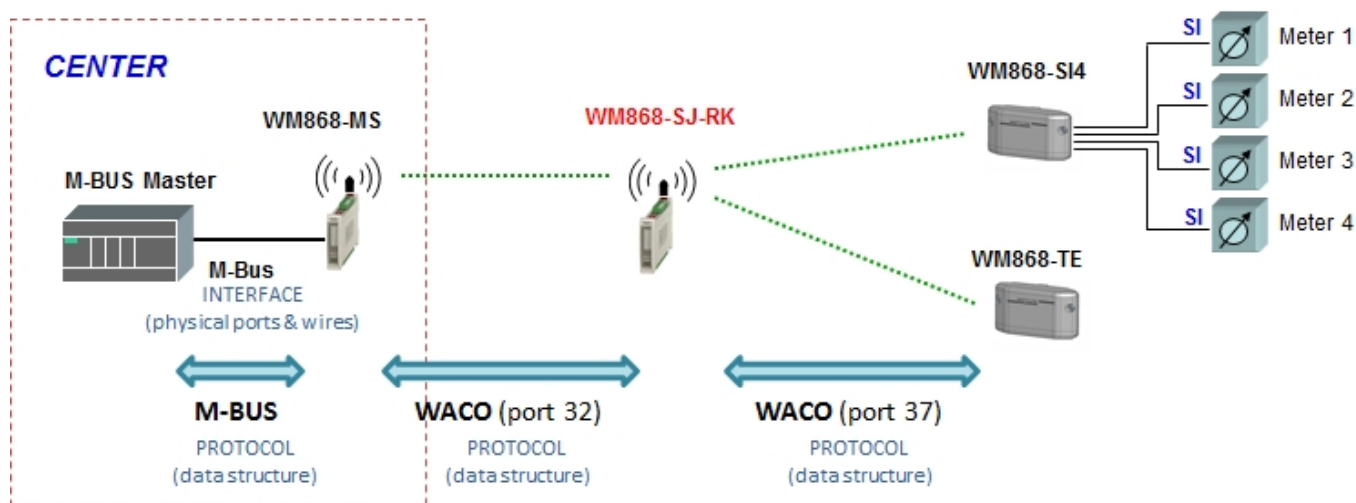 CENTER
WM868-MS
M-BUS Master
M-Bus
INTERFACE
(physical ports & wires)
WM868-SJ-RK
WM868-SI4
SI
Meter 1
SI
Meter 2
SI
Meter 3
SI
Meter 4
WM868-TE
M-BUS
PROTOCOL
(data structure)
WACO (port 32)
PROTOCOL
(data structure)
WACO (port 37)
PROTOCOL
(data structure)